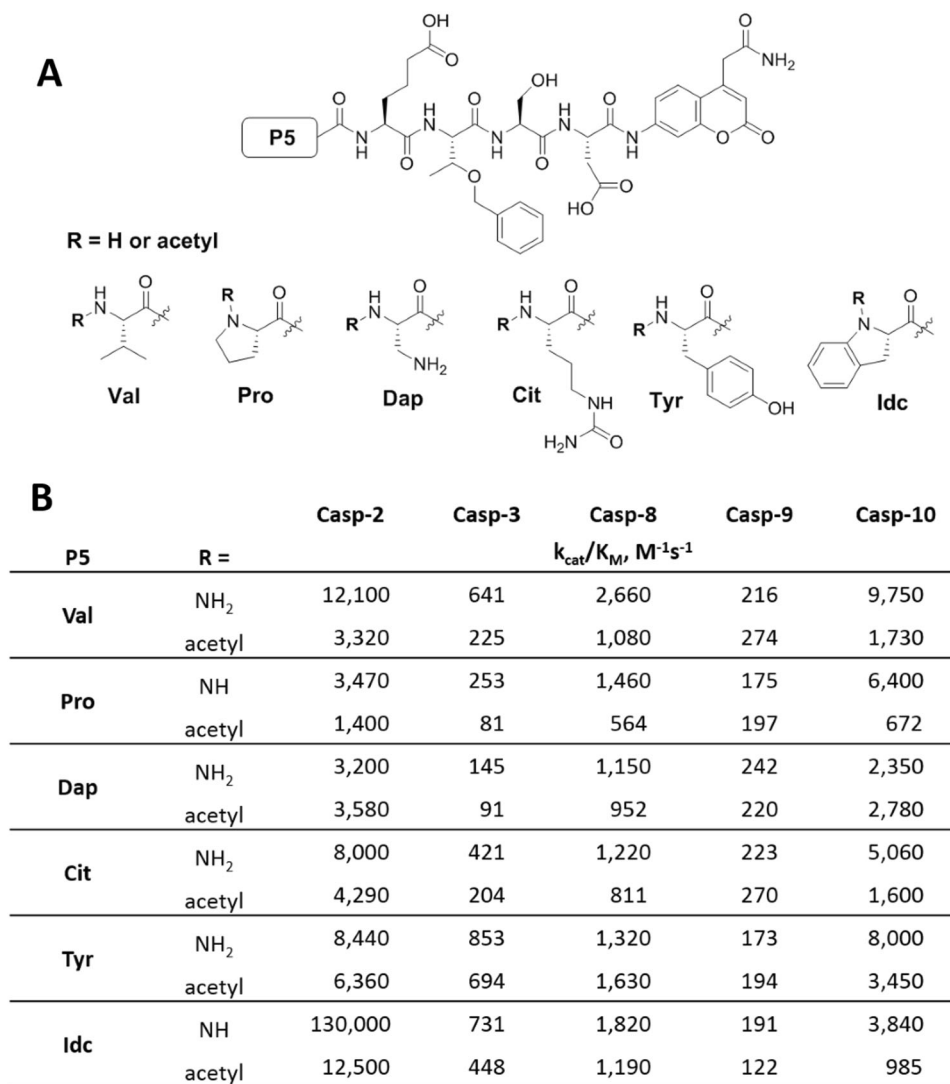 A
P5
OH
O
O
N
H
O
H
N
O
O
N
H
OH
O
H
N
O
HO
O
N
H
O
O
O
NH₂
R = H or acetyl
R
H
N
O
Val
R
N
O
Pro
R
H
N
O
NH₂
Dap
R
H
N
O
NH
H₂N
O
Cit
R
H
N
O
OH
Tyr
R
N
O
Idc
B
Casp-2 Casp-3 Casp-8 Casp-9 Casp-10
P5 R = kcat/KM, M⁻¹s⁻¹
Val NH₂ 12,100 641 2,660 216 9,750
acetyl 3,320 225 1,080 274 1,730
Pro NH 3,470 253 1,460 175 6,400
acetyl 1,400 81 564 197 672
Dap NH₂ 3,200 145 1,150 242 2,350
acetyl 3,580 91 952 220 2,780
Cit NH₂ 8,000 421 1,220 223 5,060
acetyl 4,290 204 811 270 1,600
Tyr NH₂ 8,440 853 1,320 173 8,000
acetyl 6,360 694 1,630 194 3,450
Idc NH 130,000 731 1,820 191 3,840
acetyl 12,500 448 1,190 122 985